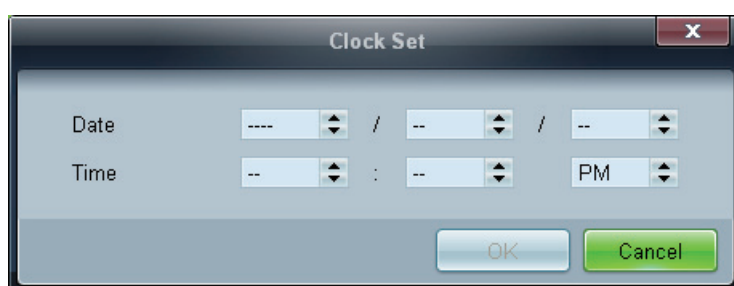 Clock Set
x
Date ---- / -- / --
Time -- : -- PM
OK Cancel